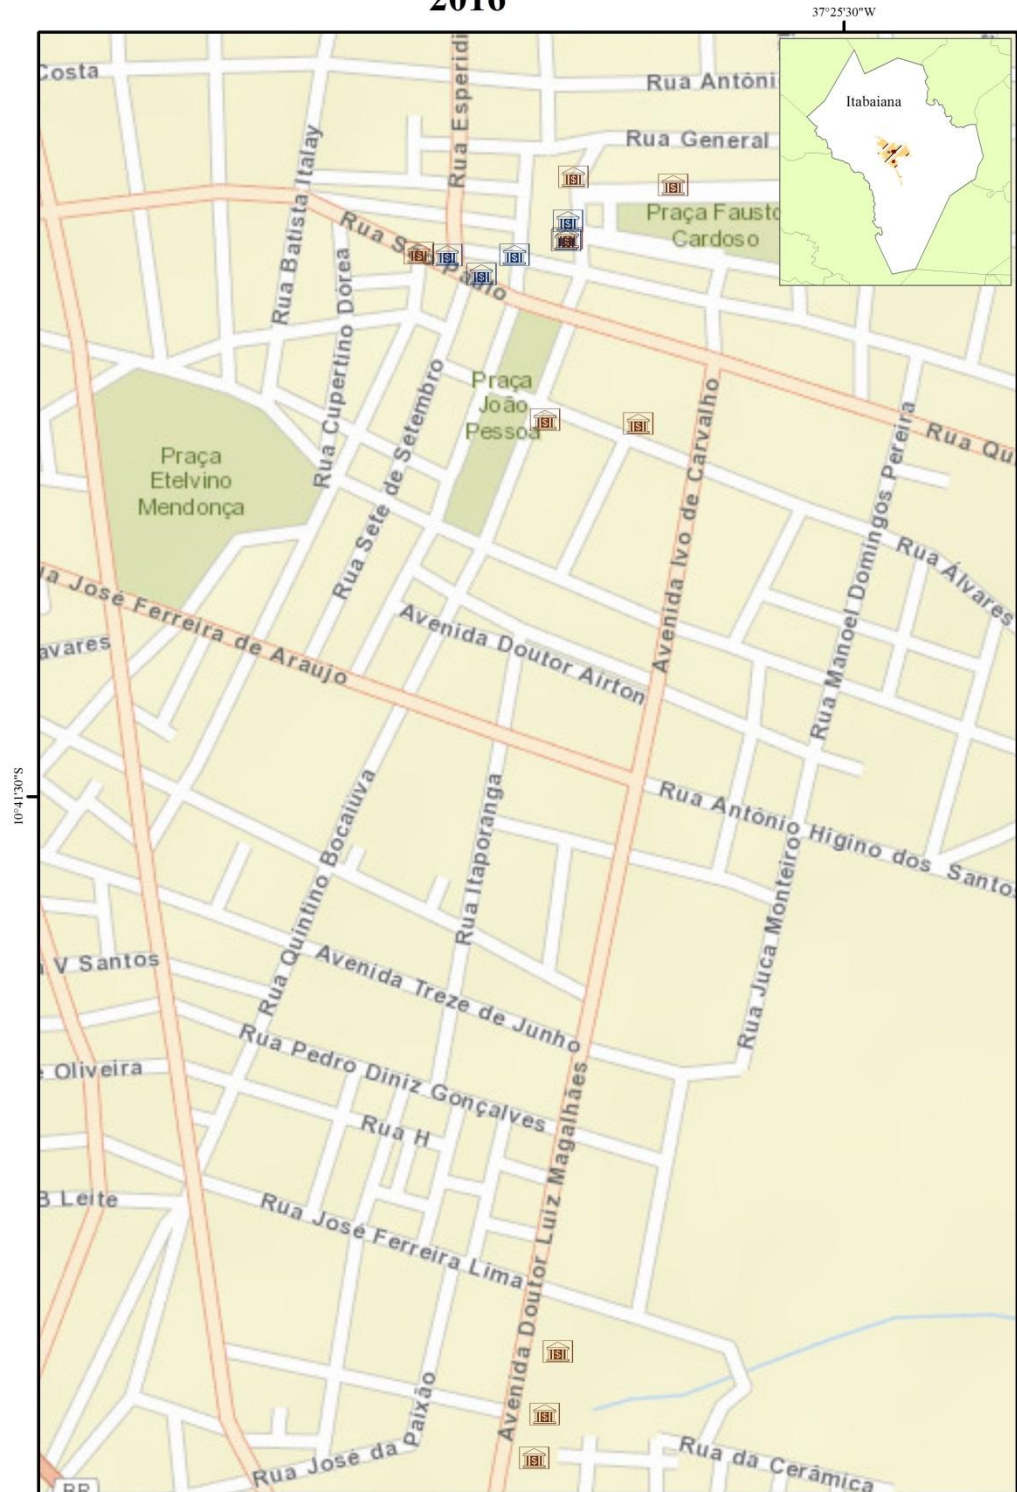 2016
37°25'30"W
Costa
Rua Esperidi
Rua Antôni
Itabaiana
Rua General
Rua Batista Italay
Praça Fausto
Cardoso
Rua São Paulo
Rua Cupertino Dórea
Praça
João
Pessoa
Rua Sete de Setembro
Avenida Ivo de Carvalho
Rua Manoel Domingos Pereira
Rua Qu
Praça
Etelvino
Mendonça
Rua Álvares
ua José Ferreira de Araujo
Avenida Doutor Airton
avares
10°41'30"S
Rua Antônio Higino dos Santo
Rua Quintino Bocaiúva
Rua Itaporanga
Rua Juca Monteiro
V Santos
Avenida Treze de Junho
Rua Pedro Diniz Gonçalves
e Oliveira
Rua H
Avenida Doutor Luiz Magalhães
B Leite
Rua José Ferreira Lima
Rua José da Paixão
Rua da Cerâmica
BR